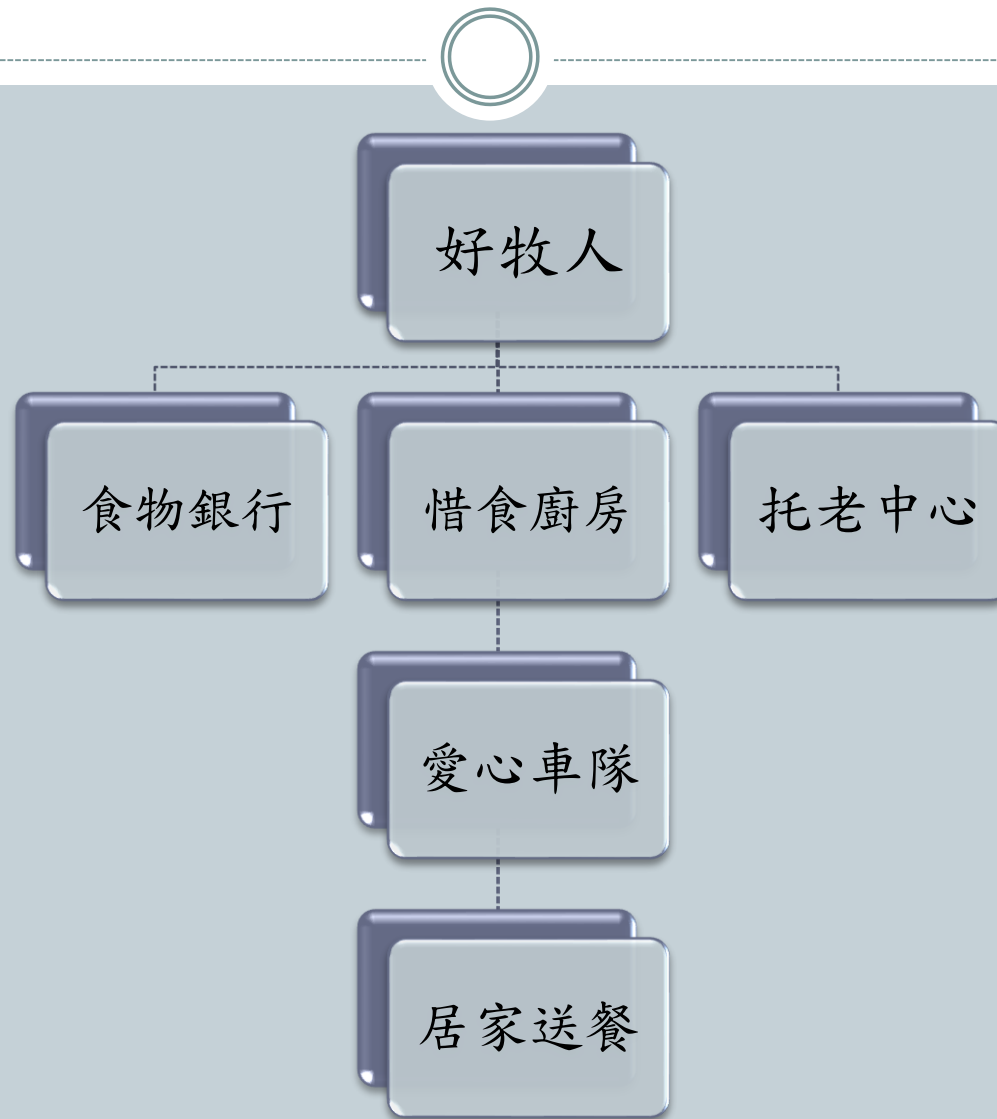 好牧人
食物銀行
惜食廚房
托老中心
愛心車隊
居家送餐